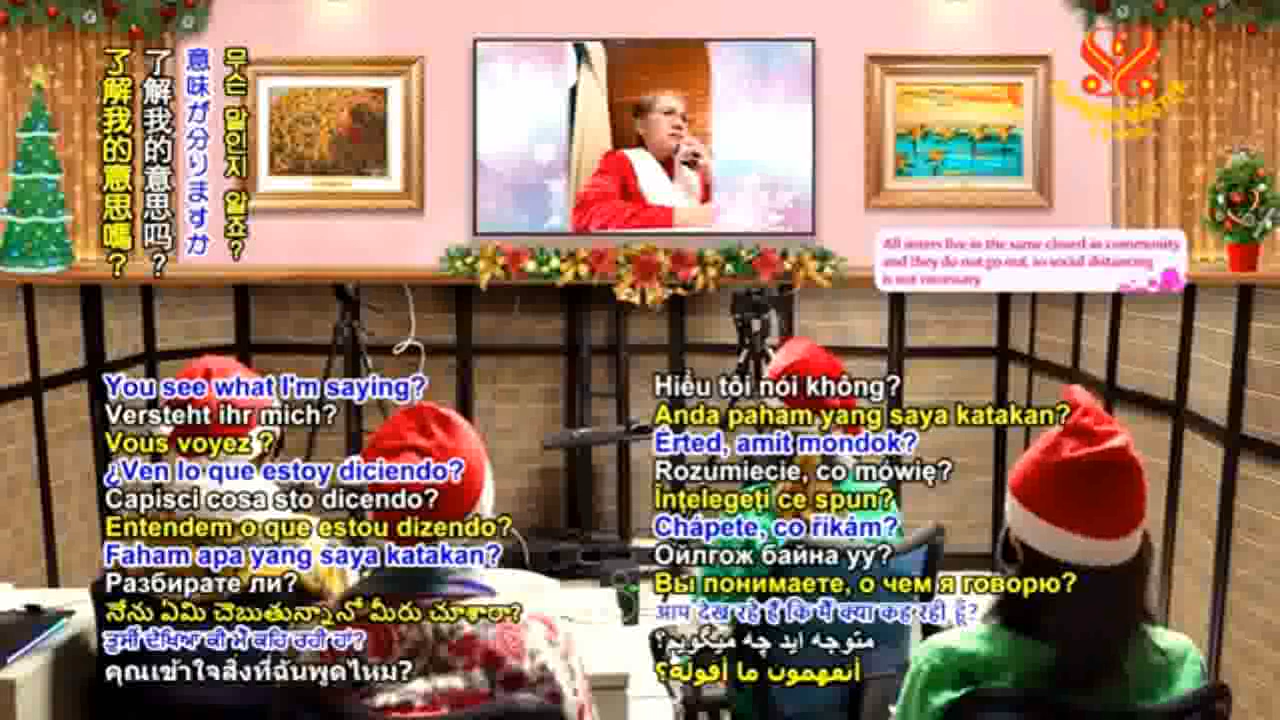 무슨 말인지 알죠?
意味が分りますか
了解我的意思吗？
了解我的意思嗎？
All sisters live in the same closed-in community
and they do not go out, so social distancing
is not necessary
You see what I'm saying?
Versteht ihr mich?
Vous voyez ?
¿Ven lo que estoy diciendo?
Capisci cosa sto dicendo?
Entendem o que estou dizendo?
Faham apa yang saya katakan?
Разбирате ли?
నేను ఏమి చెబుతున్నానో మీరు చూశారా?
ਤੁਸੀਂ ਦੇਖਿਆ ਕੀ ਮੈਂ ਕਹਿ ਰਹੀ ਹਾਂ?
คุณเข้าใจสิ่งที่ฉันพูดไหม?
Hiểu tôi nói không?
Anda paham yang saya katakan?
Érted, amit mondok?
Rozumiecie, co mówię?
Înțelegeți ce spun?
Chápete, co říkám?
Ойлгож байна уу?
Вы понимаете, о чем я говорю?
आप देख रहे हैं कि मैं क्या कह रही हूँ?
متوجه اید چه میگویم؟
أتفهمون ما أقوله؟